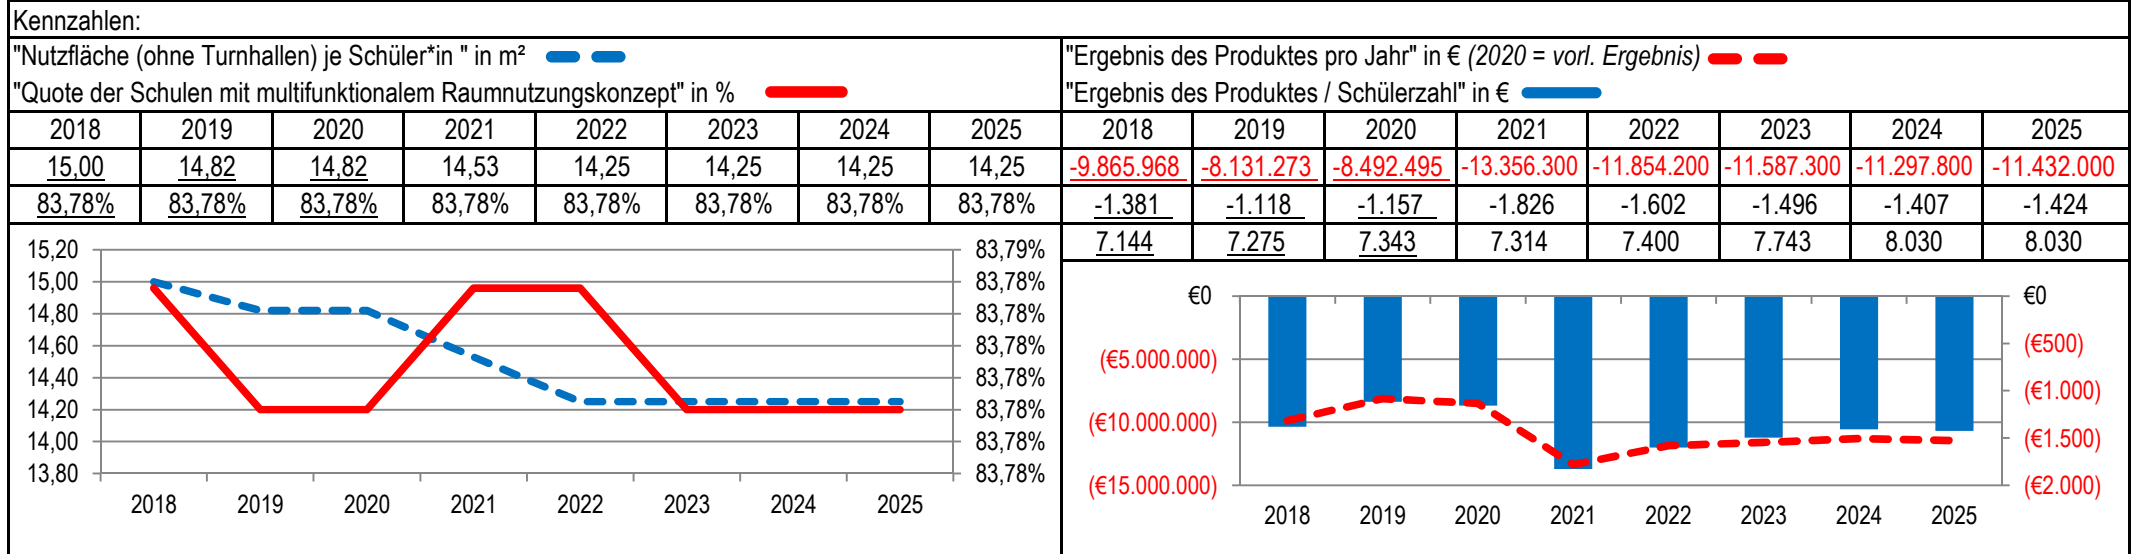 Kennzahlen:
"Nutzfläche (ohne Turnhallen) je Schüler*in " in m²
"Quote der Schulen mit multifunktionalem Raumnutzungskonzept" in %
2018 2019 2020 2021 2022 2023 2024 2025
15,00 14,82 14,82 14,53 14,25 14,25 14,25 14,25
83,78% 83,78% 83,78% 83,78% 83,78% 83,78% 83,78% 83,78%
15,20 83,79%
15,00 83,78%
14,80 83,78%
14,60 83,78%
14,40 83,78%
14,20 83,78%
14,00 83,78%
13,80 83,78%
2018 2019 2020 2021 2022 2023 2024 2025
"Ergebnis des Produktes pro Jahr" in € (2020 = vorl. Ergebnis)
"Ergebnis des Produktes / Schülerzahl" in €
2018 2019 2020 2021 2022 2023 2024 2025
-9.865.968 -8.131.273 -8.492.495 -13.356.300 -11.854.200 -11.587.300 -11.297.800 -11.432.000
-1.381 -1.118 -1.157 -1.826 -1.602 -1.496 -1.407 -1.424
7.144 7.275 7.343 7.314 7.400 7.743 8.030 8.030
€0 €0
(€5.000.000) (€500)
(€10.000.000) (€1.000)
(€15.000.000) (€1.500)
(€2.000)
2018 2019 2020 2021 2022 2023 2024 2025